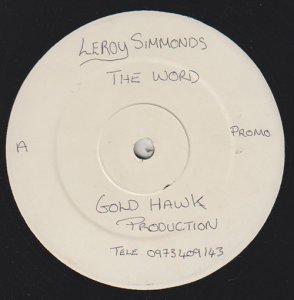 LEROY SIMMONDS
THE WORD
A
PROMO
GOLD HAWK
PRODUCTION
TELE 0973409143